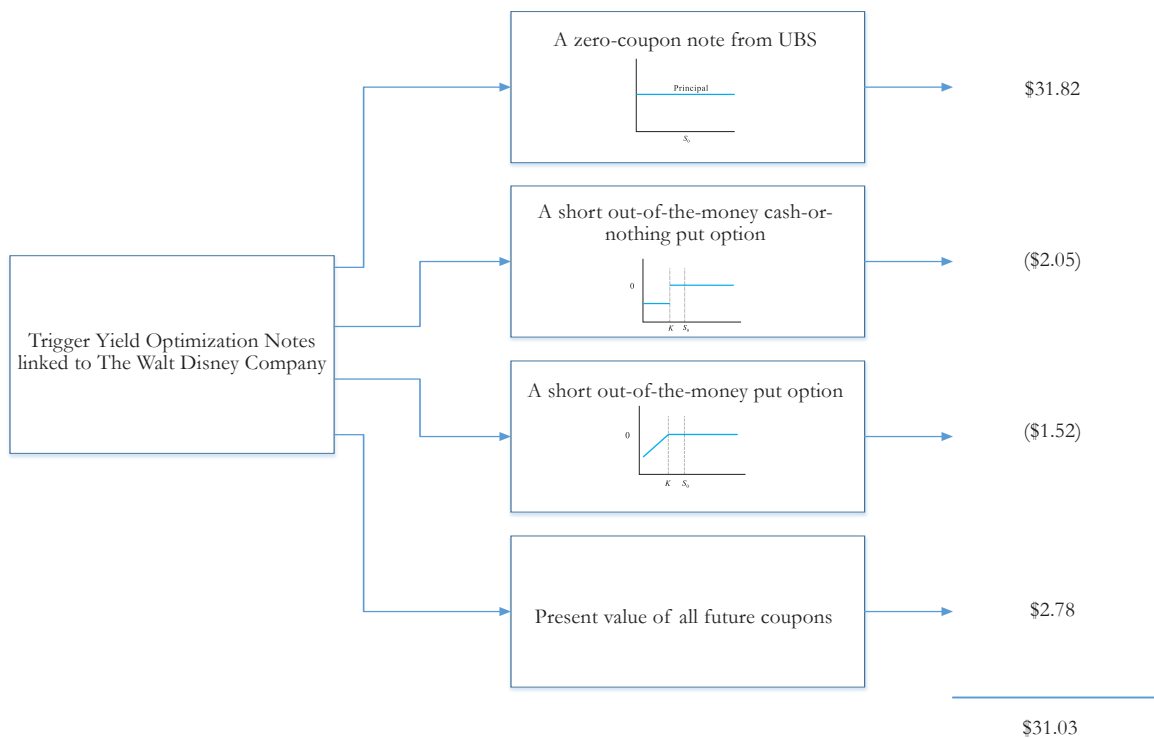 A zero-coupon note from UBS
Principal
S0
$31.82
A short out-of-the-money cash-or-
nothing put option
0
K
S0
($2.05)
Trigger Yield Optimization Notes
linked to The Walt Disney Company
A short out-of-the-money put option
0
K
S0
($1.52)
Present value of all future coupons
$2.78
$31.03